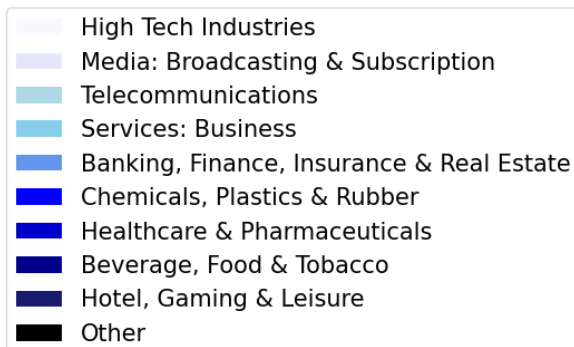 High Tech Industries
Media: Broadcasting & Subscription
Telecommunications
Services: Business
Banking, Finance, Insurance & Real Estate
Chemicals, Plastics & Rubber
Healthcare & Pharmaceuticals
Beverage, Food & Tobacco
Hotel, Gaming & Leisure
Other